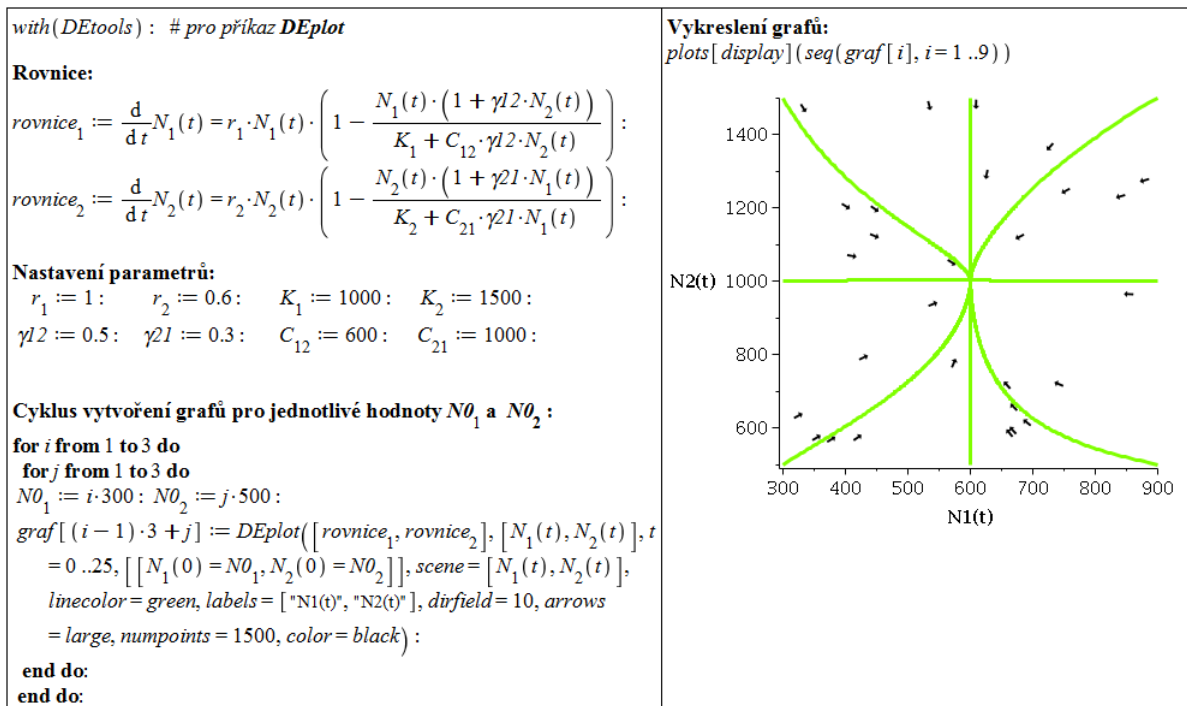 with(DEtools) : # pro příkaz DEplot
Rovnice:
rovnice₁ := d/dt N₁(t) = r₁·N₁(t)·(1 − N₁(t)·(1 + γ12·N₂(t)) / (K₁ + C₁₂·γ12·N₂(t))) :
rovnice₂ := d/dt N₂(t) = r₂·N₂(t)·(1 − N₂(t)·(1 + γ21·N₁(t)) / (K₂ + C₂₁·γ21·N₁(t))) :
Nastavení parametrů:
r₁ := 1 : r₂ := 0.6 : K₁ := 1000 : K₂ := 1500 :
γ12 := 0.5 : γ21 := 0.3 : C₁₂ := 600 : C₂₁ := 1000 :
Cyklus vytvoření grafů pro jednotlivé hodnoty N0₁ a N0₂ :
for i from 1 to 3 do
for j from 1 to 3 do
N0₁ := i·300 : N0₂ := j·500 :
graf[(i − 1)·3 + j] := DEplot([rovnice₁, rovnice₂], [N₁(t), N₂(t)], t
= 0 ..25, [[N₁(0) = N0₁, N₂(0) = N0₂]], scene = [N₁(t), N₂(t)],
linecolor = green, labels = ["N1(t)", "N2(t)"], dirfield = 10, arrows
= large, numpoints = 1500, color = black) :
end do:
end do:
Vykreslení grafů:
plots[display](seq(graf[i], i = 1 ..9))
1400
1200
N2(t) 1000
800
600
300 400 500 600 700 800 900
N1(t)